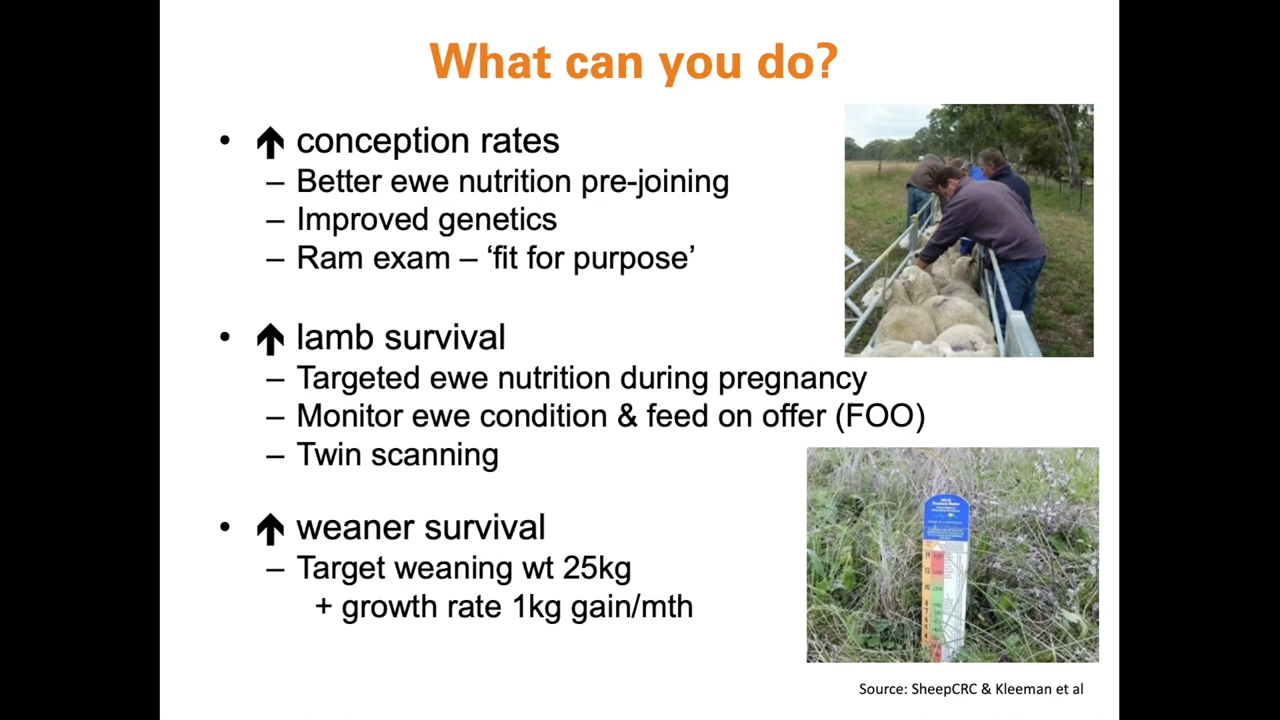 What can you do?
• ⬆ conception rates
– Better ewe nutrition pre-joining
– Improved genetics
– Ram exam – ‘fit for purpose’
• ⬆ lamb survival
– Targeted ewe nutrition during pregnancy
– Monitor ewe condition & feed on offer (FOO)
– Twin scanning
• ⬆ weaner survival
– Target weaning wt 25kg
+ growth rate 1kg gain/mth
Source: SheepCRC & Kleeman et al